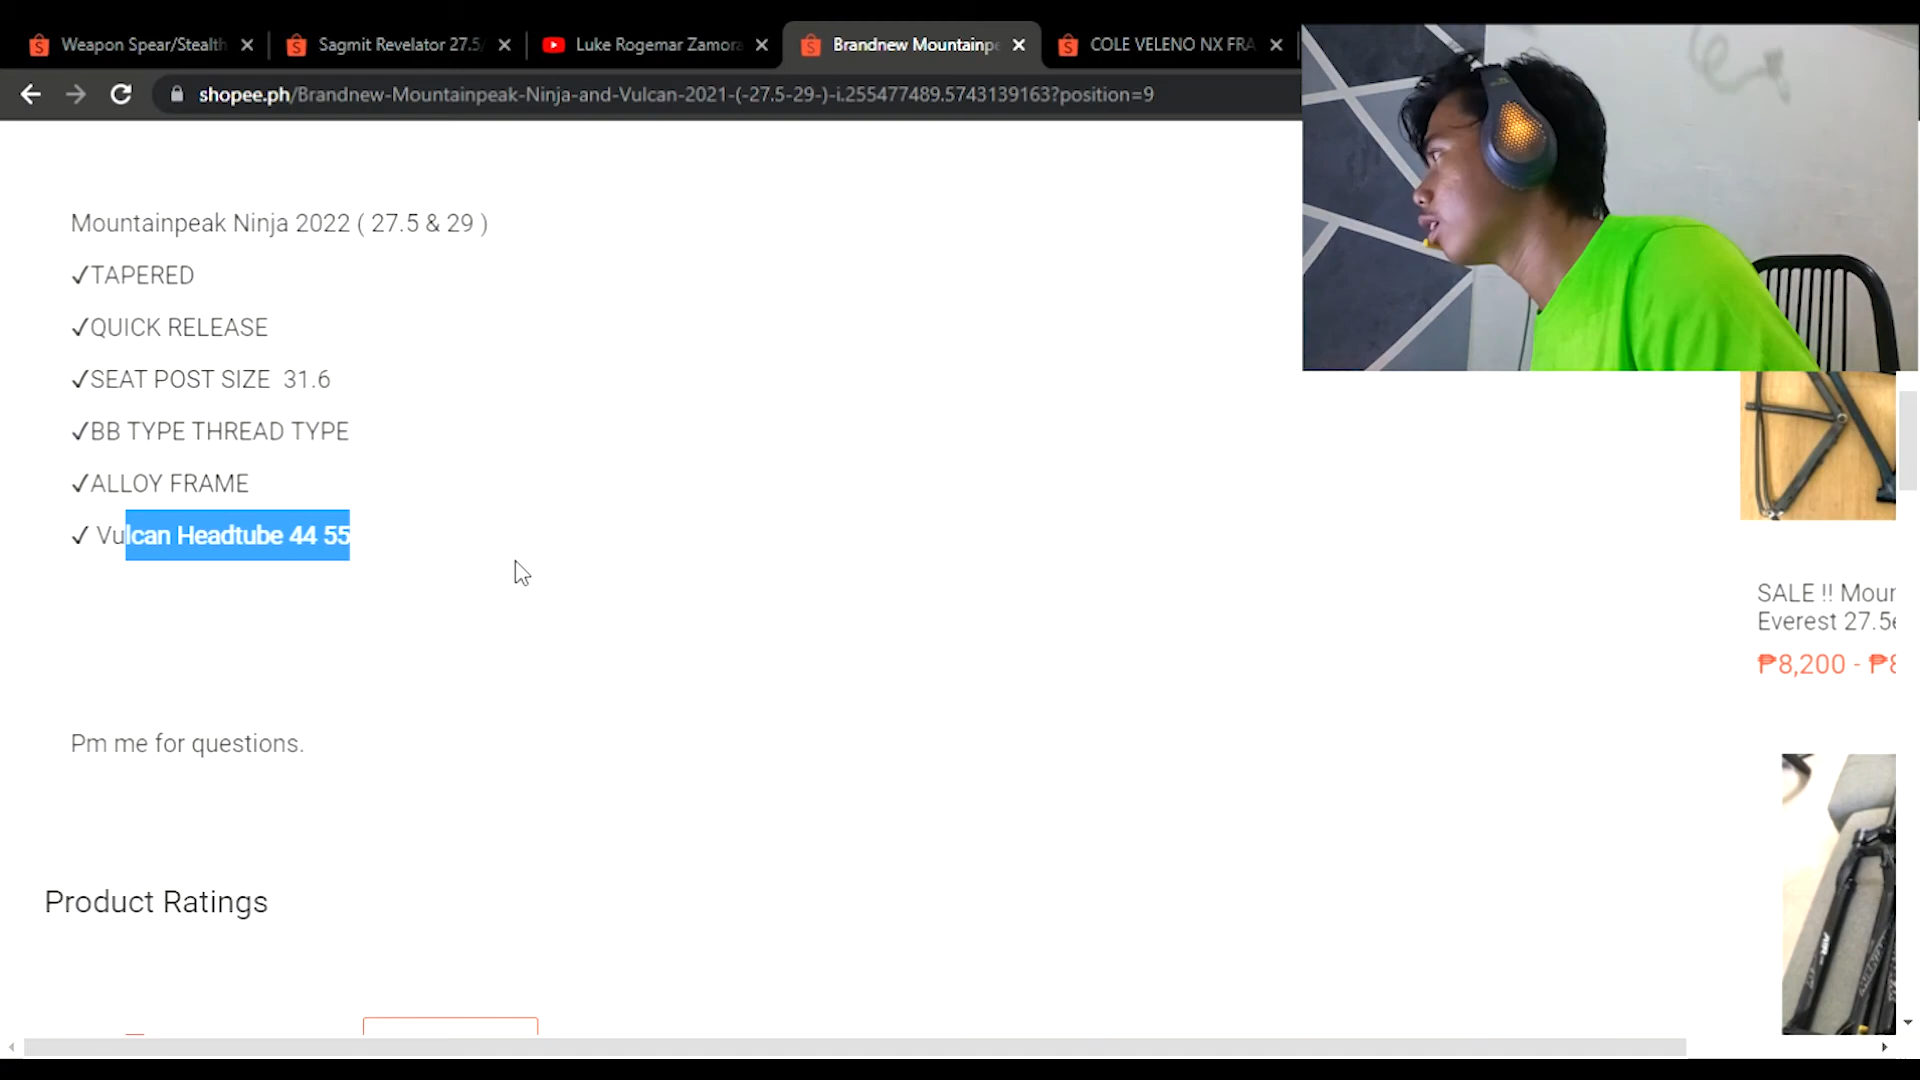 Weapon Spear/Stealth
Sagmit Revelator 27.5/
Luke Rogemar Zamora
Brandnew Mountainpe
COLE VELENO NX FRA
shopee.ph/Brandnew-Mountainpeak-Ninja-and-Vulcan-2021-(-27.5-29-)-i.255477489.5743139163?position=9
Mountainpeak Ninja 2022 ( 27.5 & 29 )
✓TAPERED
✓QUICK RELEASE
✓SEAT POST SIZE 31.6
✓BB TYPE THREAD TYPE
✓ALLOY FRAME
✓ Vulcan Headtube 44 55
SALE !! Moun
Everest 27.5
₱8,200 - ₱8
Pm me for questions.
Product Ratings